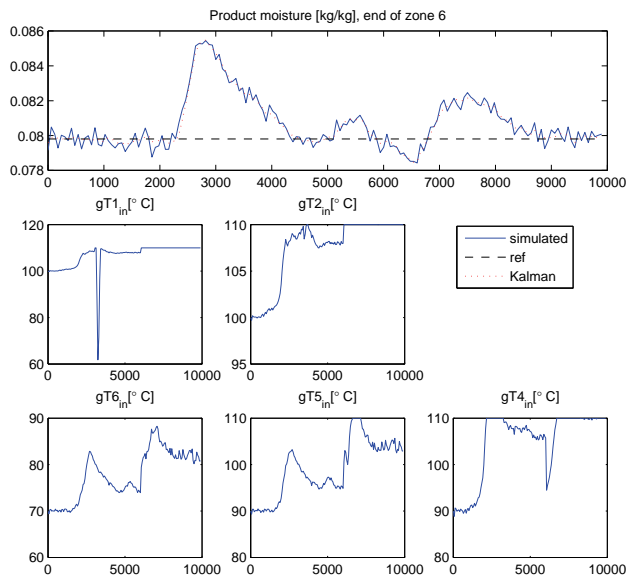 Product moisture [kg/kg], end of zone 6
0.086
0.084
0.082
0.08
0.078
0 1000 2000 3000 4000 5000 6000 7000 8000 9000 10000
gT1in[° C]
120
100
80
60
0 5000 10000
gT2in[° C]
110
105
100
95
0 5000 10000
simulated
ref
Kalman
gT6in[° C]
90
80
70
60
0 5000 10000
gT5in[° C]
110
100
90
80
0 5000 10000
gT4in[° C]
110
100
90
80
0 5000 10000